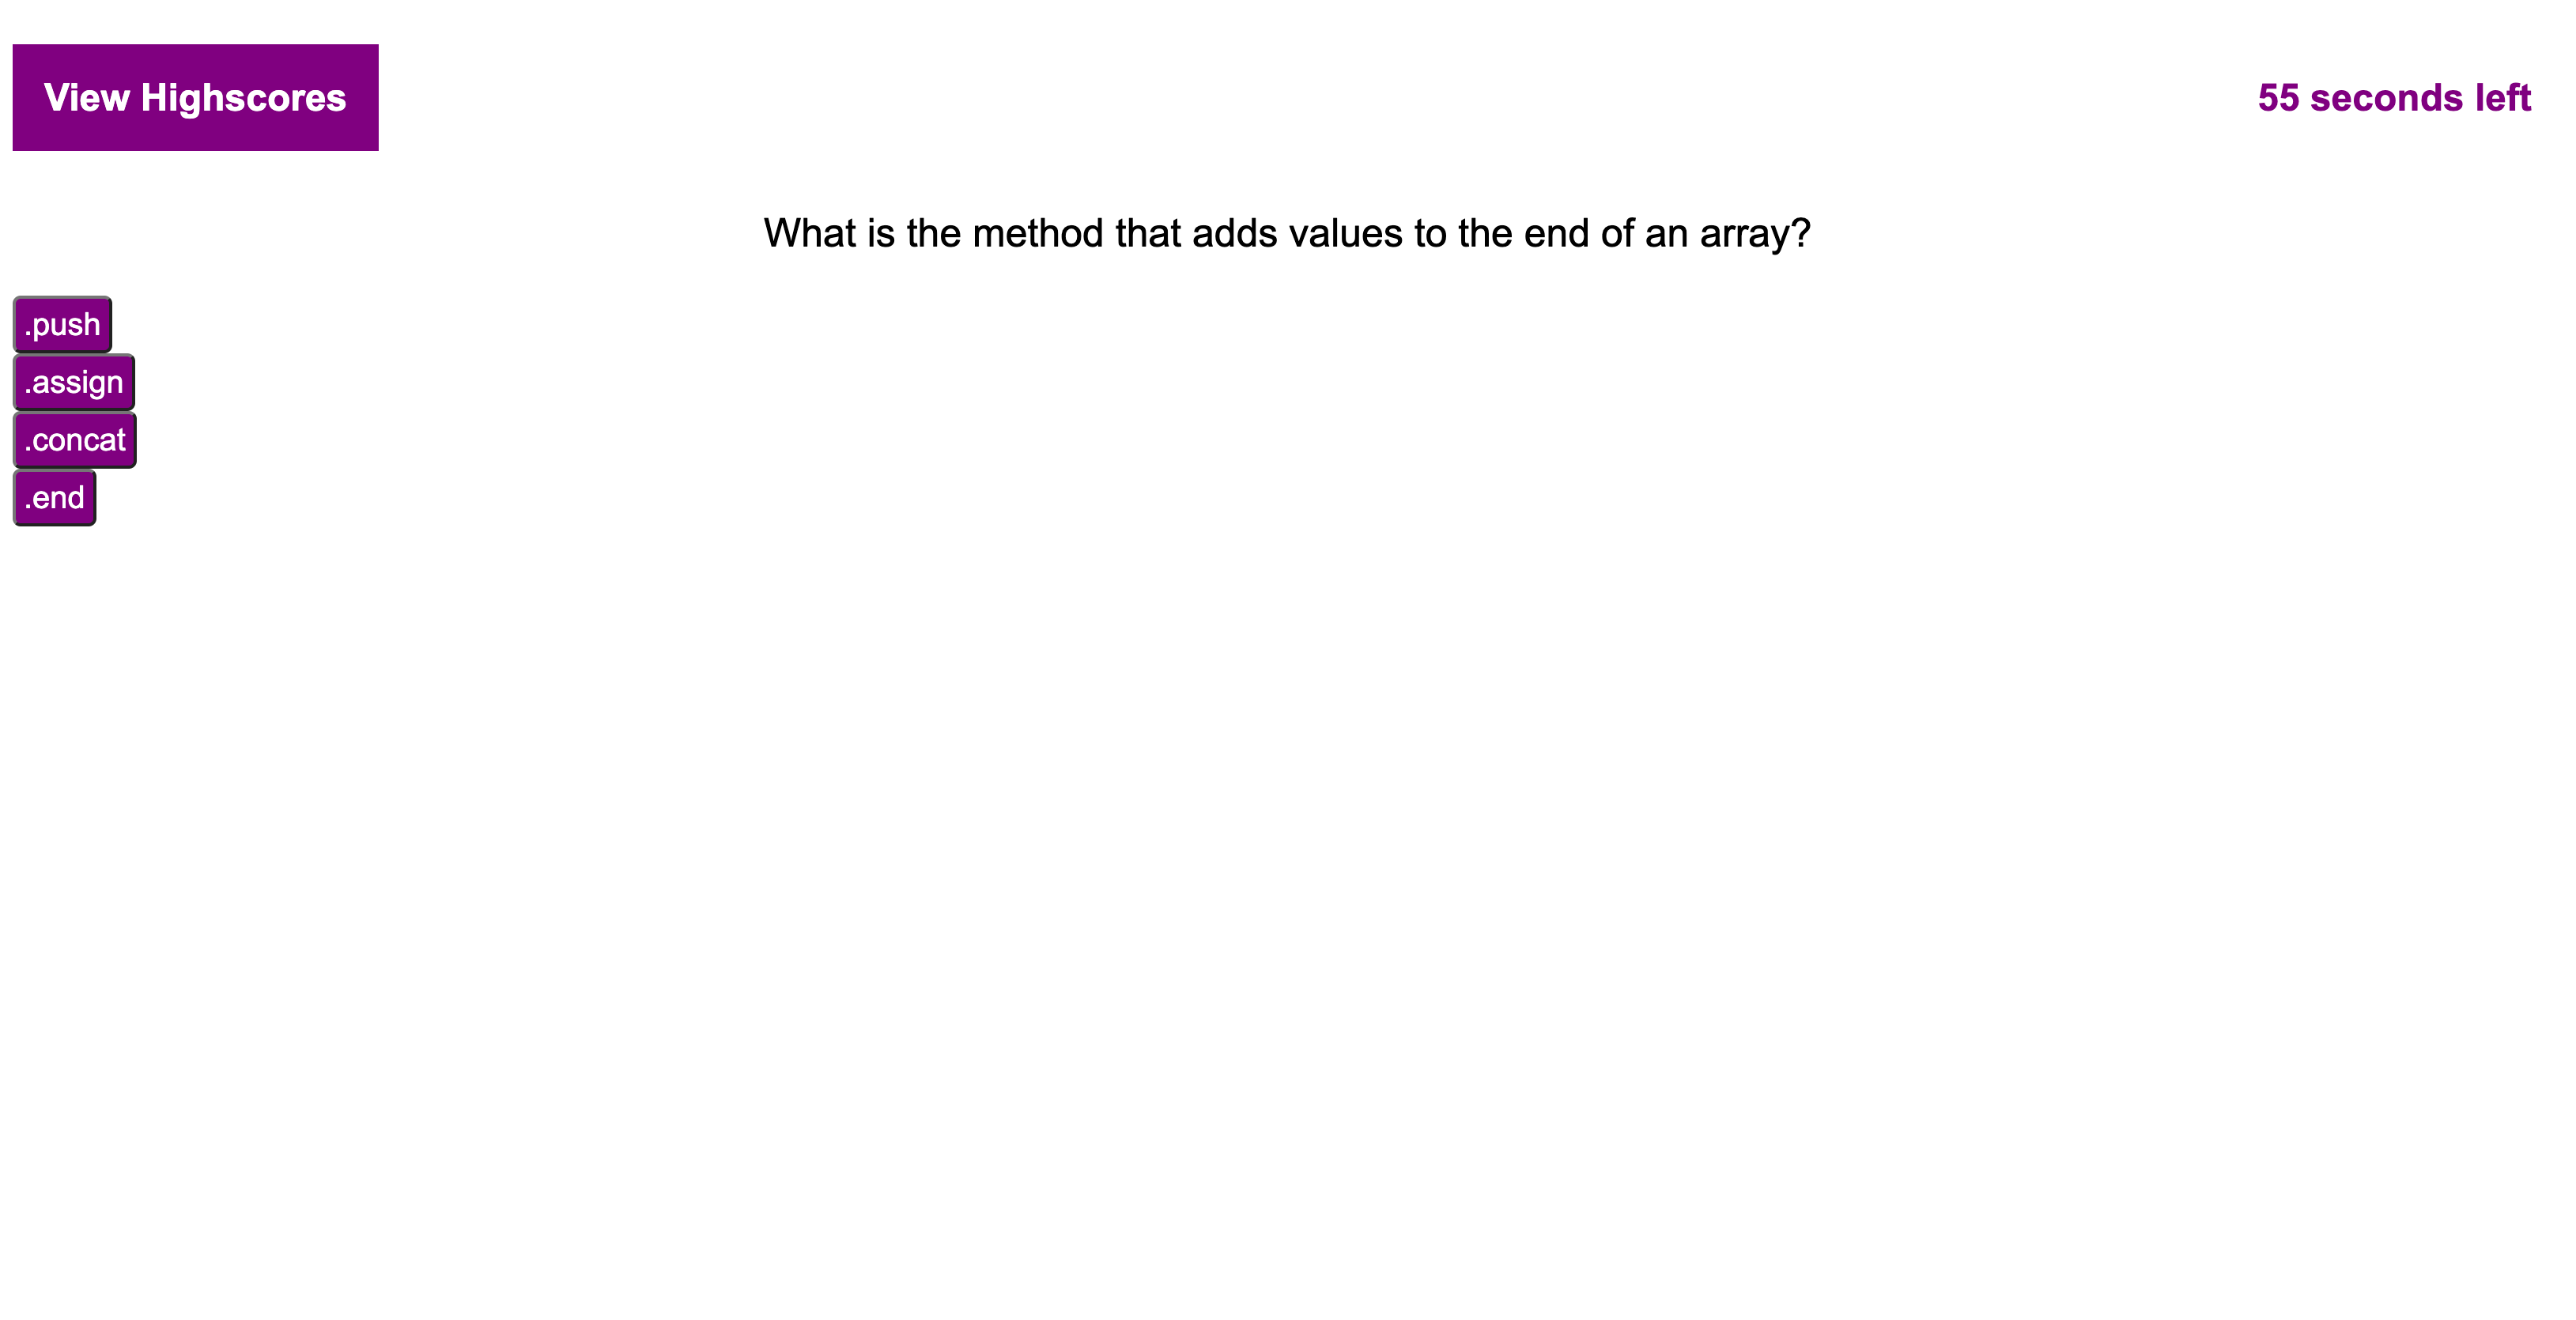 View Highscores
55 seconds left
What is the method that adds values to the end of an array?
.push
.assign
.concat
.end